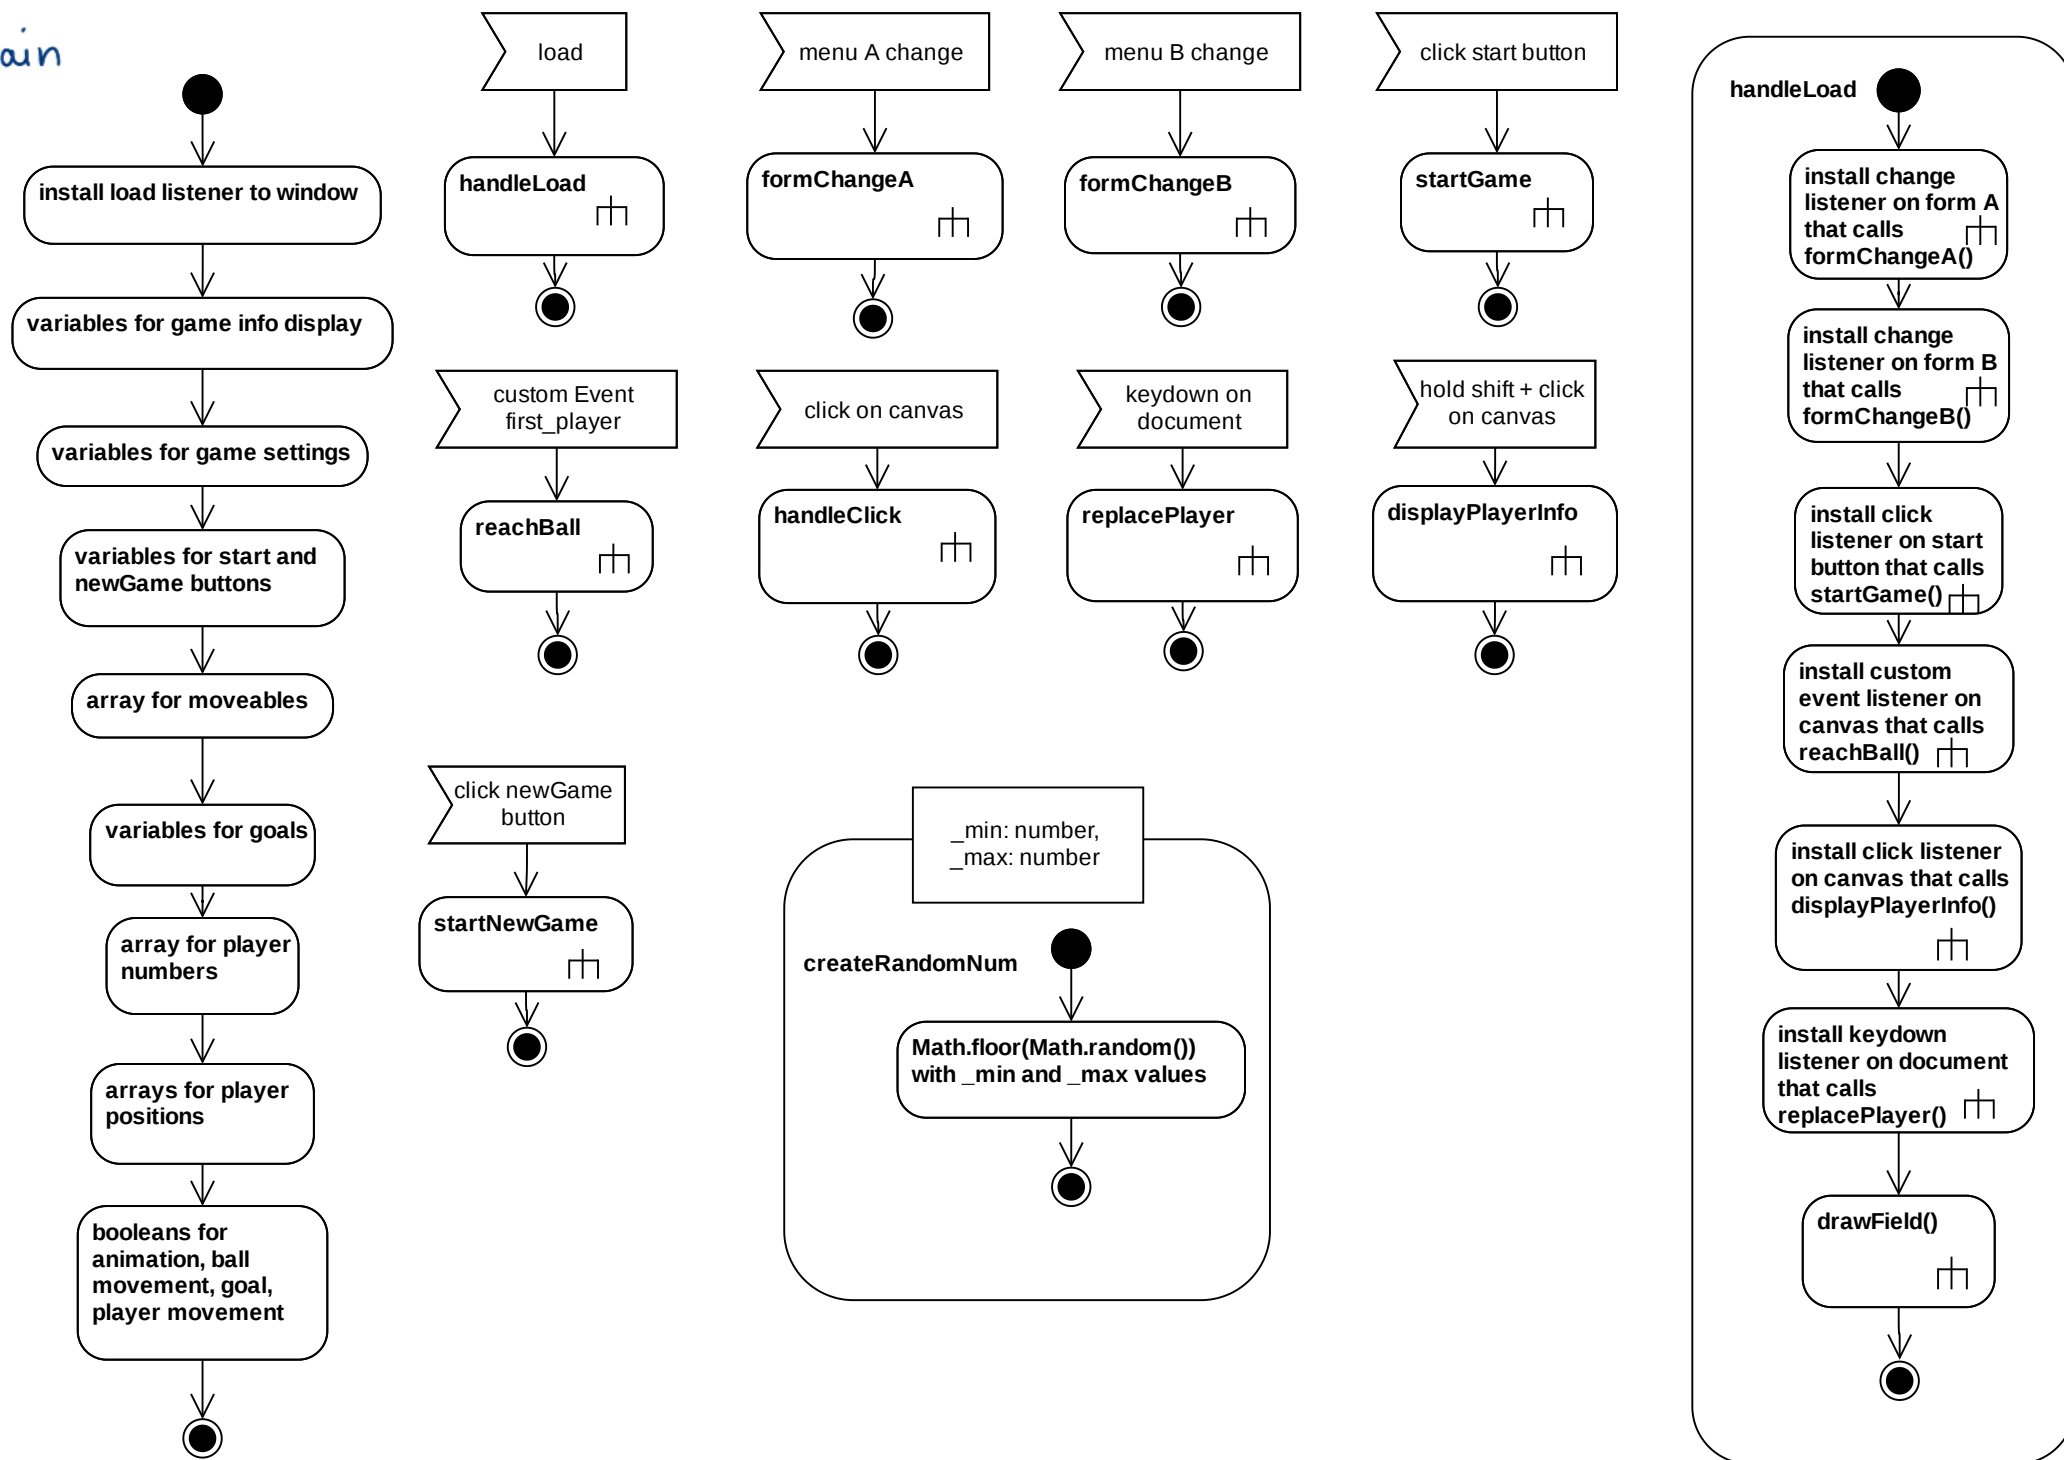 ain
install load listener to window
variables for game info display
variables for game settings
variables for start and
newGame buttons
array for moveables
variables for goals
array for player
numbers
arrays for player
positions
booleans for
animation, ball
movement, goal,
player movement
load
handleLoad
menu A change
formChangeA
menu B change
formChangeB
click start button
startGame
custom Event
first_player
reachBall
click on canvas
handleClick
keydown on
document
replacePlayer
hold shift + click
on canvas
displayPlayerInfo
click newGame
button
startNewGame
_min: number,
_max: number
createRandomNum
Math.floor(Math.random())
with _min and _max values
handleLoad
install change
listener on form A
that calls
formChangeA()
install change
listener on form B
that calls
formChangeB()
install click
listener on start
button that calls
startGame()
install custom
event listener on
canvas that calls
reachBall()
install click listener
on canvas that calls
displayPlayerInfo()
install keydown
listener on document
that calls
replacePlayer()
drawField()